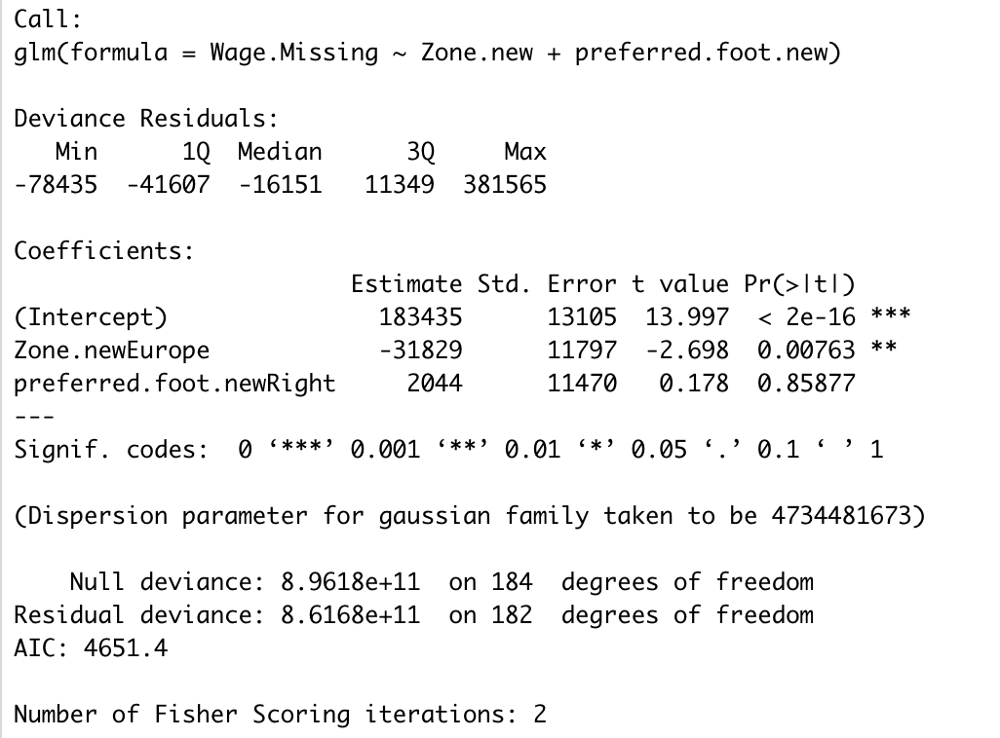 Call:
glm(formula = Wage.Missing ~ Zone.new + preferred.foot.new)
Deviance Residuals:
Min 1Q Median 3Q Max
-78435 -41607 -16151 11349 381565
Coefficients:
Estimate Std. Error t value Pr(>|t|)
(Intercept) 183435 13105 13.997 < 2e-16 ***
Zone.newEurope -31829 11797 -2.698 0.00763 **
preferred.foot.newRight 2044 11470 0.178 0.85877
---
Signif. codes: 0 ‘***’ 0.001 ‘**’ 0.01 ‘*’ 0.05 ‘.’ 0.1 ‘ ’ 1
(Dispersion parameter for gaussian family taken to be 4734481673)
Null deviance: 8.9618e+11 on 184 degrees of freedom
Residual deviance: 8.6168e+11 on 182 degrees of freedom
AIC: 4651.4
Number of Fisher Scoring iterations: 2